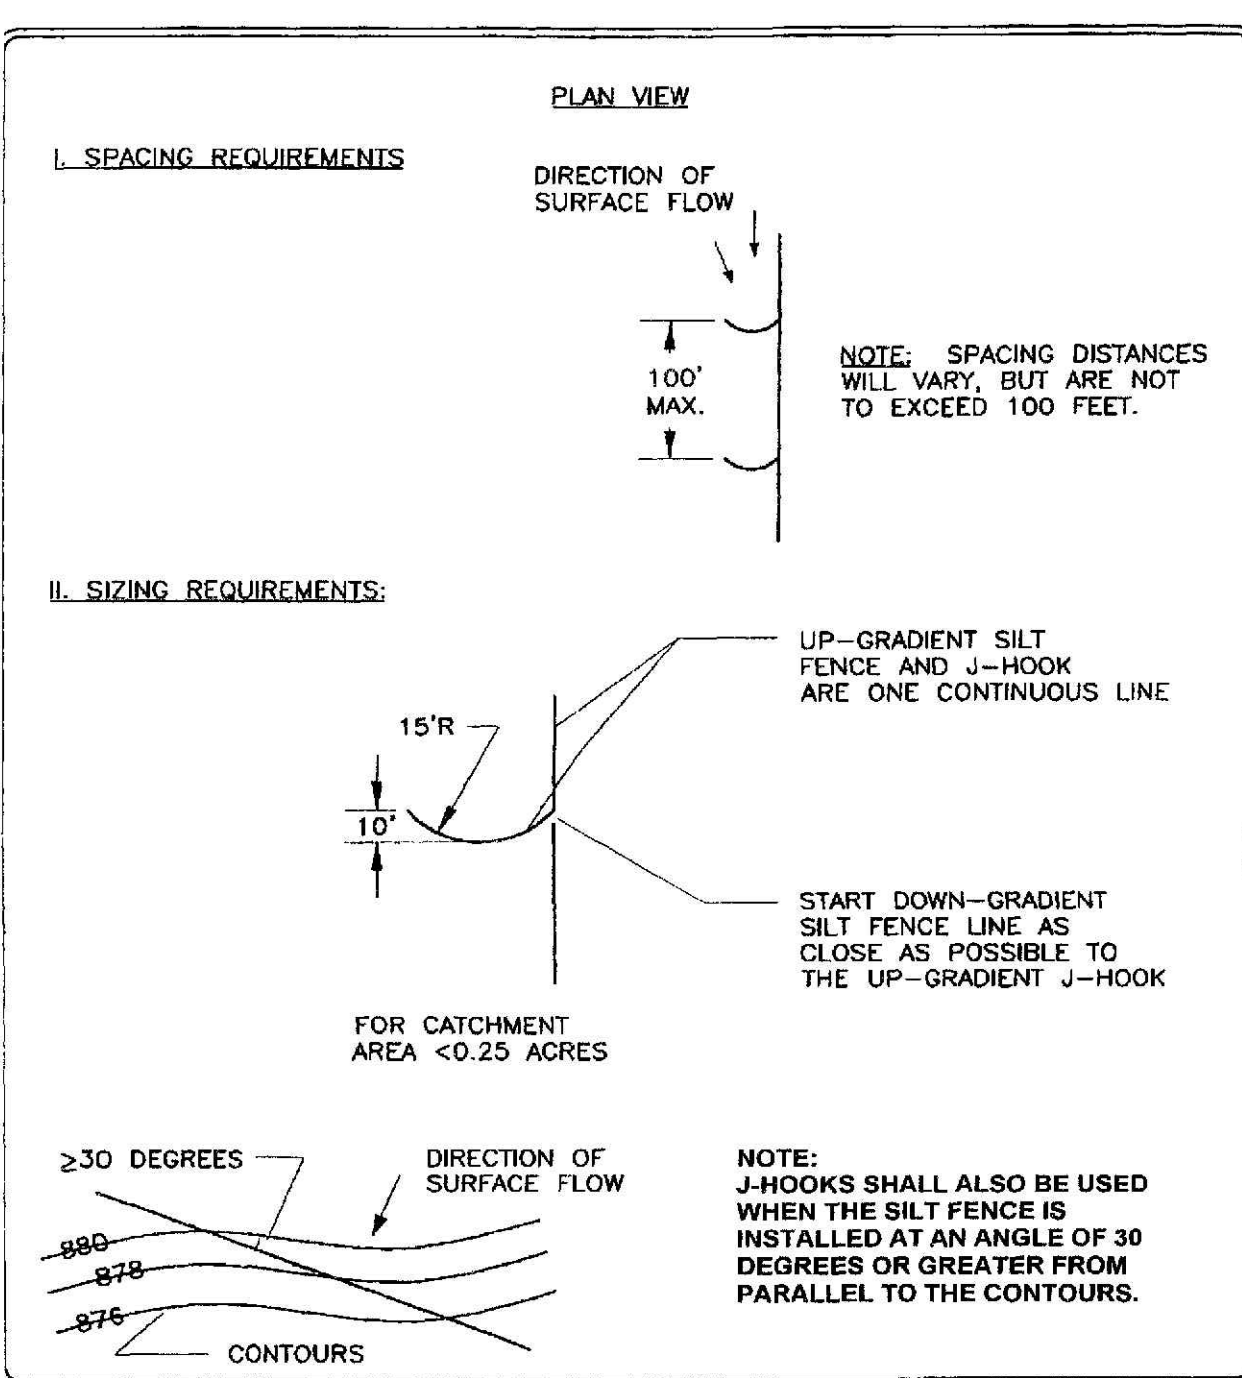 PLAN VIEW
I. SPACING REQUIREMENTS
DIRECTION OF
SURFACE FLOW
100'
MAX.
NOTE: SPACING DISTANCES
WILL VARY, BUT ARE NOT
TO EXCEED 100 FEET.
II. SIZING REQUIREMENTS:
UP-GRADIENT SILT
FENCE AND J-HOOK
ARE ONE CONTINUOUS LINE
15'R
10'
START DOWN-GRADIENT
SILT FENCE LINE AS
CLOSE AS POSSIBLE TO
THE UP-GRADIENT J-HOOK
FOR CATCHMENT
AREA <0.25 ACRES
≥30 DEGREES
DIRECTION OF
SURFACE FLOW
880
878
876
CONTOURS
NOTE:
J-HOOKS SHALL ALSO BE USED
WHEN THE SILT FENCE IS
INSTALLED AT AN ANGLE OF 30
DEGREES OR GREATER FROM
PARALLEL TO THE CONTOURS.